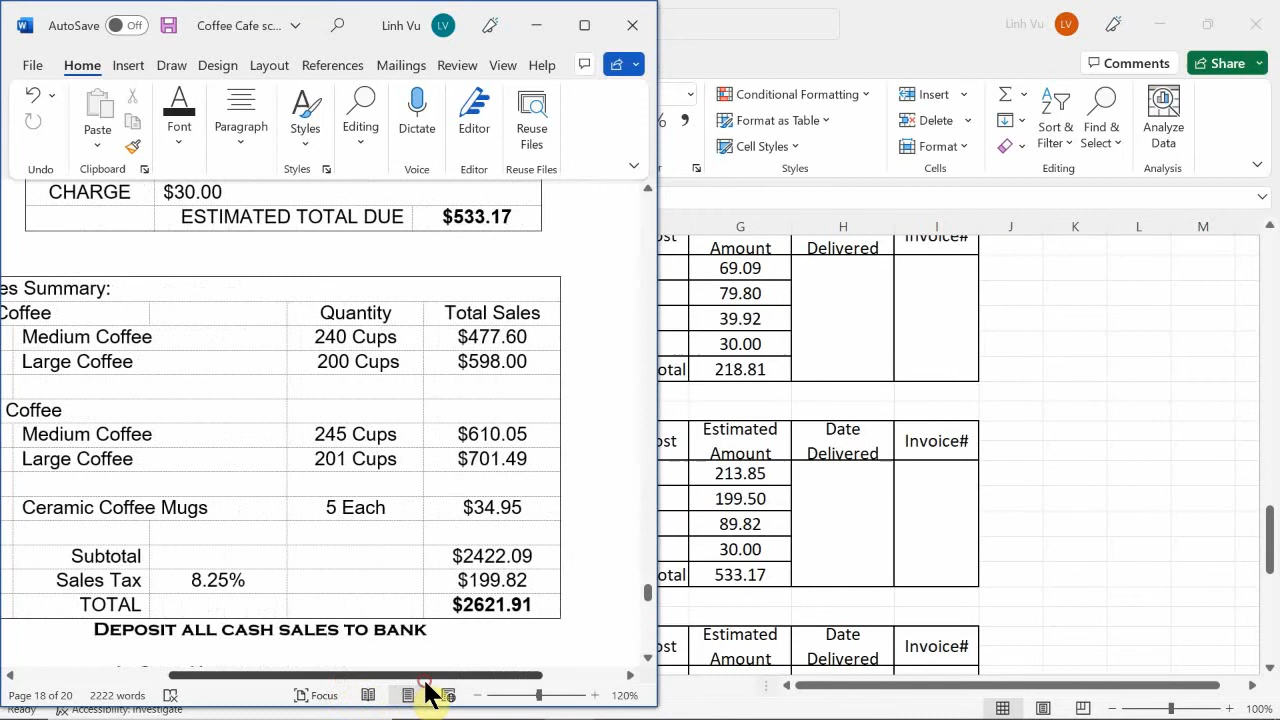 AutoSave Off Coffee Cafe sc... Linh Vu LV
Linh Vu LV
File Home Insert Draw Design Layout References Mailings Review View Help
Comments Share
Paste Font Paragraph Styles Editing Dictate Editor Reuse Files
Undo Clipboard Styles Voice Editor Reuse Files
Conditional Formatting Insert
% Format as Table Delete
Cell Styles Format
Sort & Filter Find & Select Analyze Data
Styles Cells Editing Analysis
CHARGE $30.00
ESTIMATED TOTAL DUE $533.17
es Summary:
Coffee Quantity Total Sales
Medium Coffee 240 Cups $477.60
Large Coffee 200 Cups $598.00
Coffee
Medium Coffee 245 Cups $610.05
Large Coffee 201 Cups $701.49
Ceramic Coffee Mugs 5 Each $34.95
Subtotal $2422.09
Sales Tax 8.25% $199.82
TOTAL $2621.91
DEPOSIT ALL CASH SALES TO BANK
G H I J K L M
ost Amount Delivered Invoice#
69.09
79.80
39.92
30.00
otal 218.81
ost Estimated Amount Date Delivered Invoice#
213.85
199.50
89.82
30.00
otal 533.17
ost Estimated Amount Date Delivered Invoice#
Page 18 of 20 2,222 words Focus 120%
Ready Accessibility: Investigate 100%